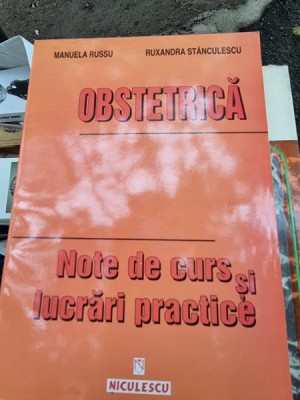 MANUELA RUSSU RUXANDRA STĂNCULESCU
OBSTETRICĂ
Note de curs și
lucrări practice
N
NICULESCU